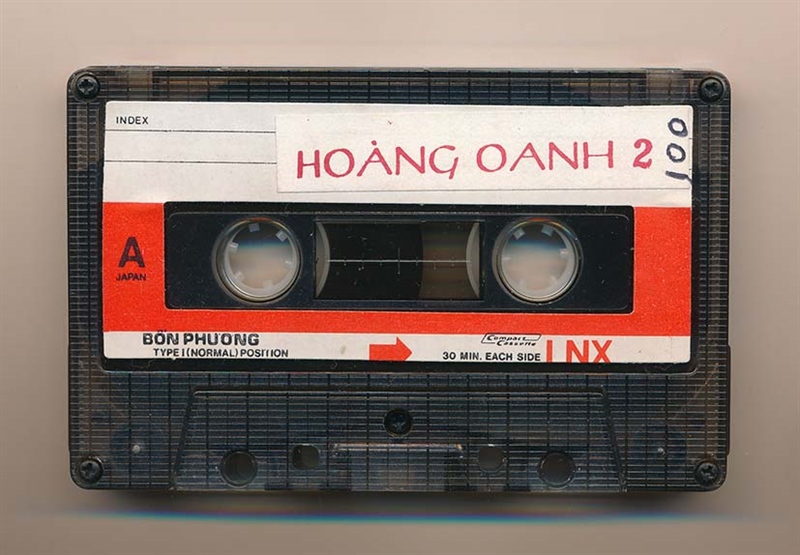 INDEX
HOÀNG OANH 2
100
A
JAPAN
BỐN PHƯƠNG
TYPE I (NORMAL) POSITION
Compact
Cassette
30 MIN. EACH SIDE
LNX